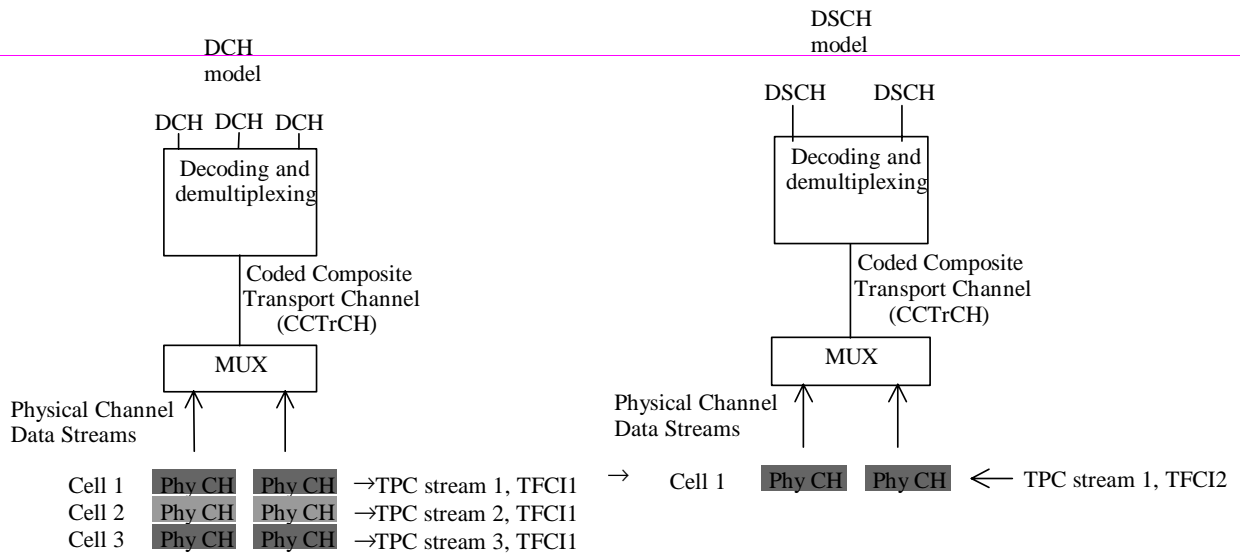 DCH
model
DCH DCH DCH
Decoding and
demultiplexing
Coded Composite
Transport Channel
(CCTrCH)
MUX
Physical Channel
Data Streams
Cell 1 Phy CH Phy CH →TPC stream 1, TFCI1
Cell 2 Phy CH Phy CH →TPC stream 2, TFCI1
Cell 3 Phy CH Phy CH →TPC stream 3, TFCI1
DSCH
model
DSCH DSCH
Decoding and
demultiplexing
Coded Composite
Transport Channel
(CCTrCH)
MUX
Physical Channel
Data Streams
→ Cell 1 Phy CH Phy CH ← TPC stream 1, TFCI2